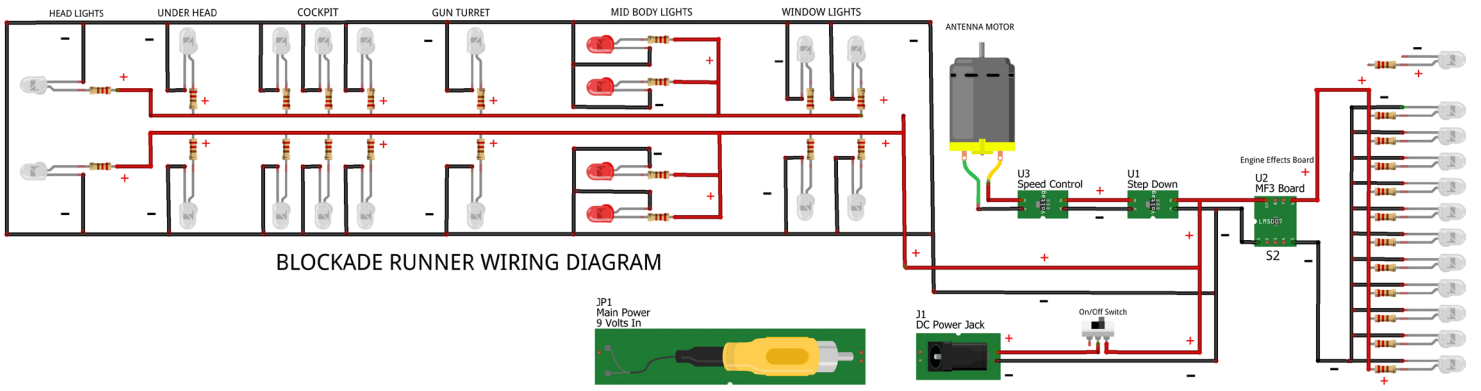 HEAD LIGHTS
UNDER HEAD
COCKPIT
GUN TURRET
MID BODY LIGHTS
WINDOW LIGHTS
ANTENNA MOTOR
Engine Effects Board
U3
Speed Control
U1
Step Down
U2
MF3 Board
LM5007
S2
BLOCKADE RUNNER WIRING DIAGRAM
JP1
Main Power
9 Volts In
J1
DC Power Jack
On/Off Switch